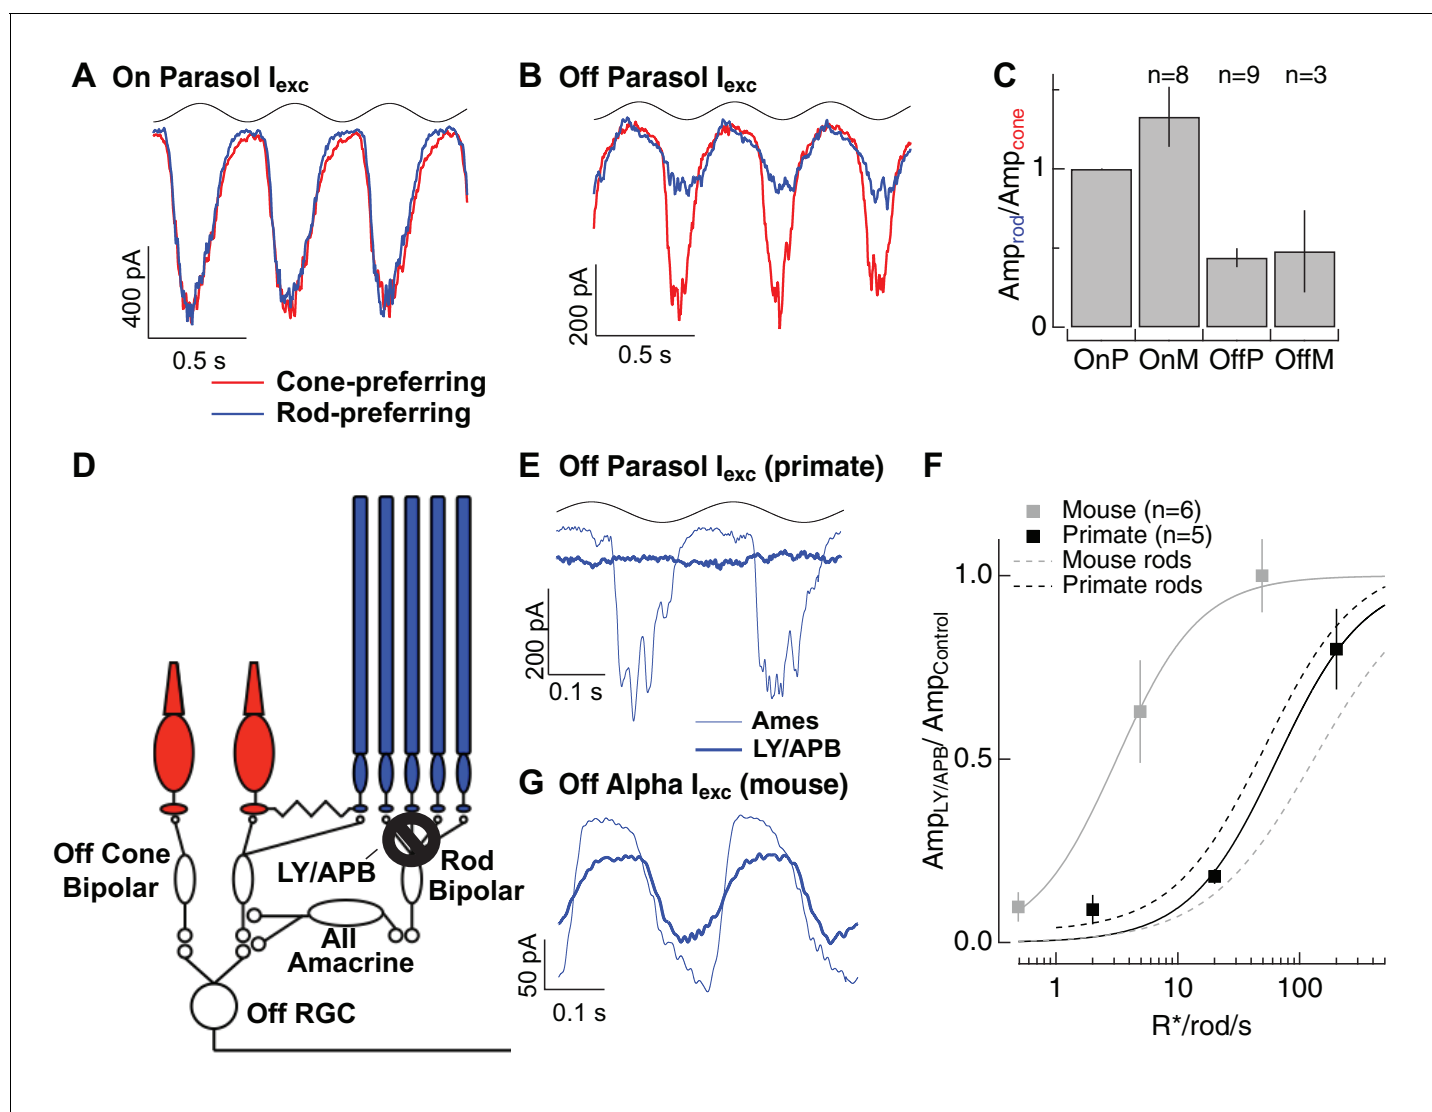 A On Parasol Iexc
400 pA
0.5 s
Cone-preferring
Rod-preferring
B Off Parasol Iexc
200 pA
0.5 s
C
n=8 n=9 n=3
Amprod/Ampcone
1
0
OnP OnM OffP OffM
D
Off Cone
Bipolar
LY/APB
Rod
Bipolar
AII
Amacrine
Off RGC
E Off Parasol Iexc (primate)
200 pA
0.1 s
Ames
LY/APB
G Off Alpha Iexc (mouse)
50 pA
0.1 s
F
Mouse (n=6)
Primate (n=5)
Mouse rods
Primate rods
AmpLY/APB/ AmpControl
1.0
0.5
0.0
1 10 100
R*/rod/s